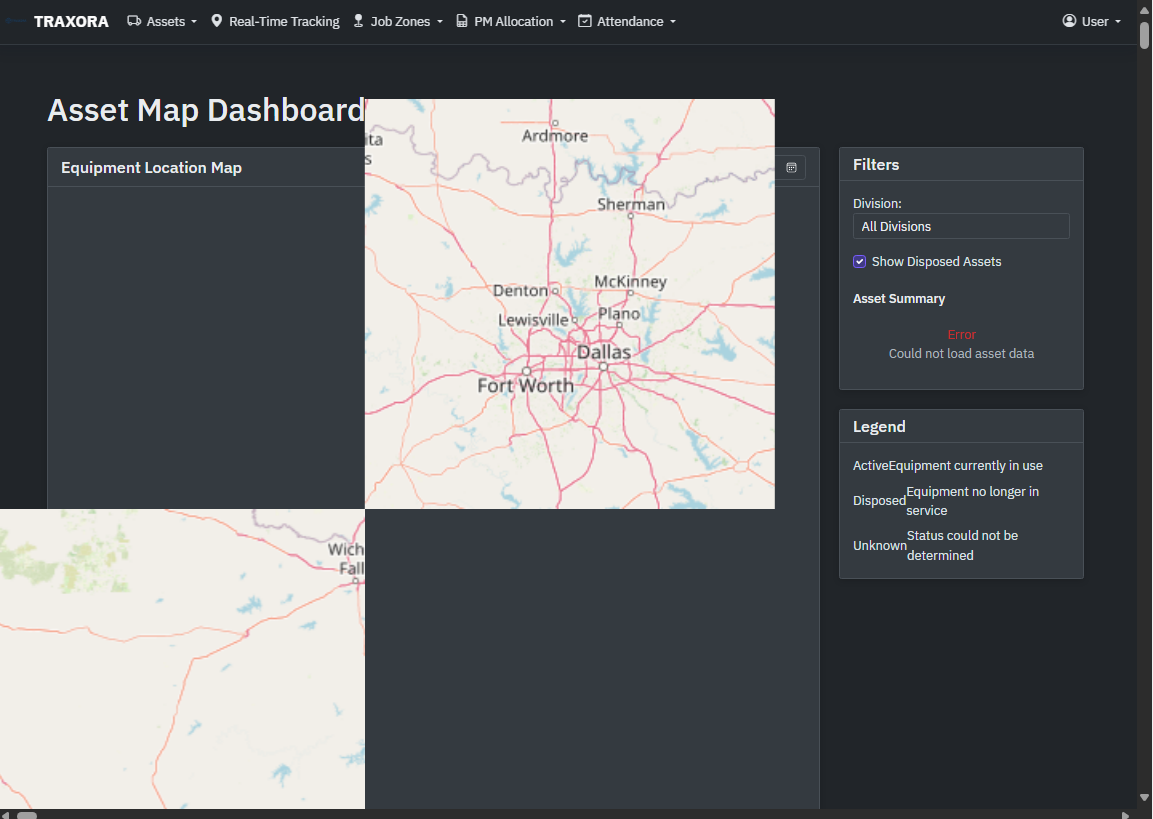 TRAXORA Assets Real-Time Tracking Job Zones PM Allocation Attendance User
Asset Map Dashboard
Equipment Location Map
ita
s
Ardmore
Sherman
McKinney
Denton
Lewisville
Plano
Dallas
Fort Worth
Wich
Fall
Filters
Division:
All Divisions
Show Disposed Assets
Asset Summary
Error
Could not load asset data
Legend
ActiveEquipment currently in use
Disposed Equipment no longer in
service
Unknown Status could not be
determined